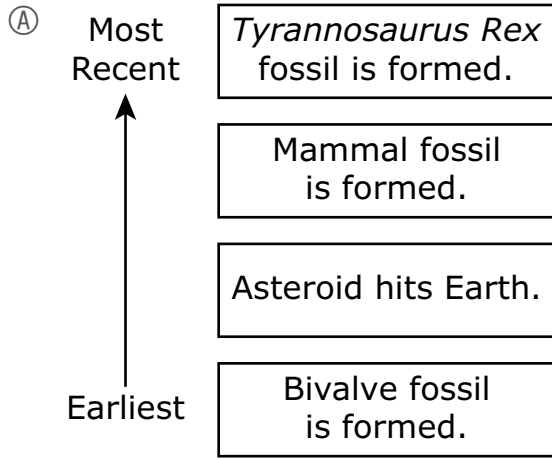 Ⓐ
Most
Recent
Tyrannosaurus Rex
fossil is formed.
Mammal fossil
is formed.
Asteroid hits Earth.
Earliest
Bivalve fossil
is formed.